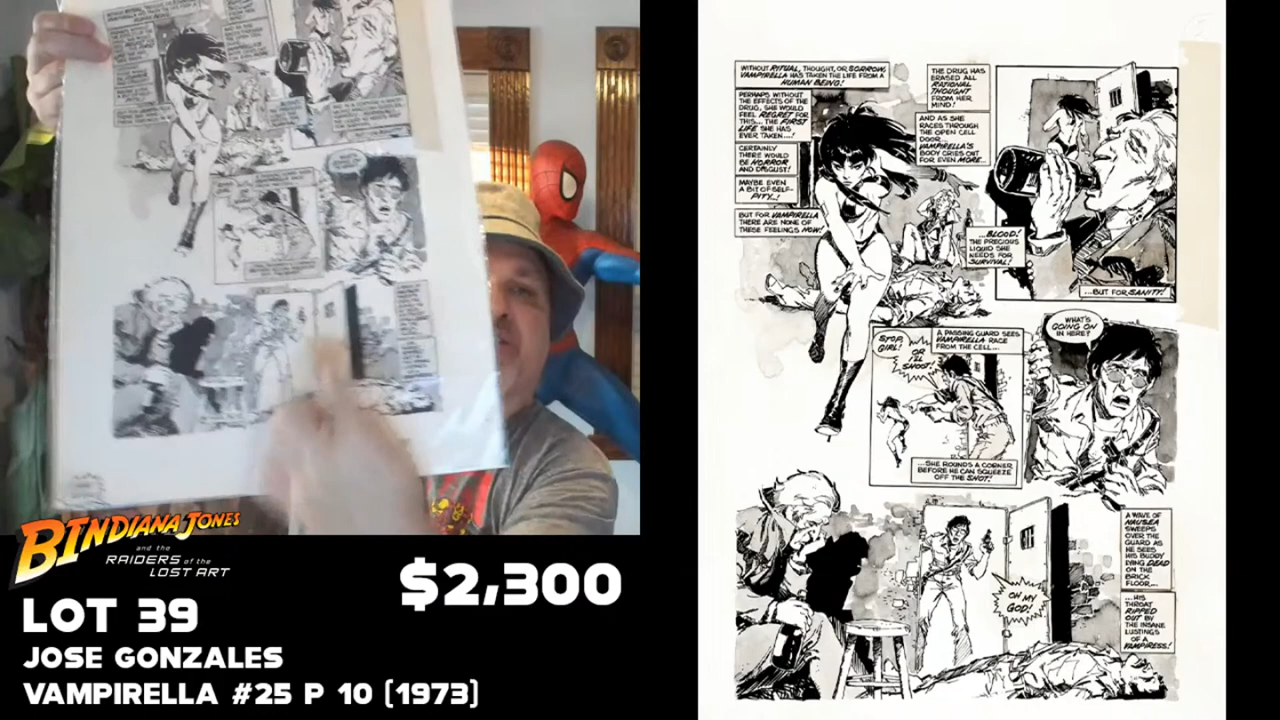 BINDIANA JONES
and the
RAIDERS of the
LOST ART
$2,300
LOT 39
JOSE GONZALES
VAMPIRELLA #25 P 10 (1973)
WITHOUT RITUAL, THOUGHT, OR SORROW,
VAMPIRELLA HAS TAKEN THE LIFE FROM A
HUMAN BEING!
PERHAPS WITHOUT
THE EFFECTS OF THE
DRUG, SHE WOULD
FEEL REGRET FOR
THIS... THE FIRST
LIFE SHE HAS
EVER TAKEN....!
CERTAINLY
THERE WOULD
BE HORROR
AND DISGUST!
MAYBE EVEN
A BIT OF SELF-
PITY...!
BUT FOR VAMPIRELLA
THERE ARE NONE OF
THESE FEELINGS NOW!
THE DRUG HAS
ERASED ALL
RATIONAL
THOUGHT
FROM HER
MIND!
AND AS SHE
RACES THROUGH
THE OPEN CELL
DOOR...
VAMPIRELLA'S
BODY CRIES OUT
FOR EVEN MORE...
...BLOOD!
THE PRECIOUS
LIQUID SHE
NEEDS FOR
SURVIVAL!
...BUT FOR SANITY!
STOP,
GIRL!
OR
I'LL
SHOOT!
A PASSING GUARD SEES
VAMPIRELLA RACE
FROM THE CELL...
...SHE ROUNDS A CORNER
BEFORE HE CAN SQUEEZE
OFF THE SHOT!
WHAT'S
GOING ON
IN HERE?
OH MY
GOD!
A WAVE OF
NAUSEA
SWEEPS
OVER THE
GUARD AS
HE SEES
HIS BUDDY
LYING DEAD
ON THE
BRICK
FLOOR...
...HIS
THROAT
RIPPED
OUT BY
THE INSANE
LUSTINGS
OF A
VAMPIRESS!